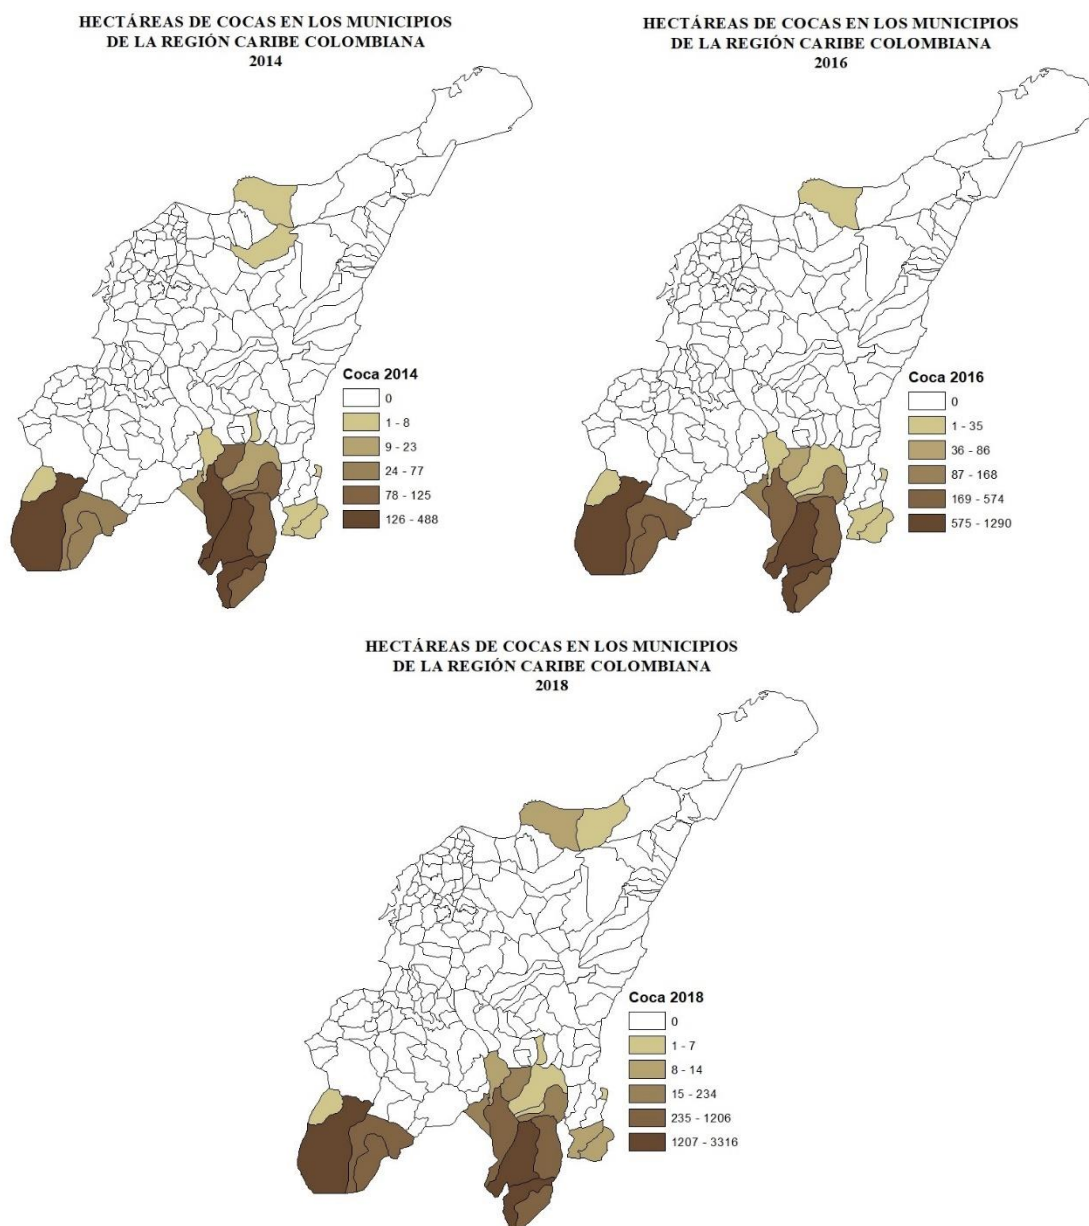 HECTÁREAS DE COCAS EN LOS MUNICIPIOS
DE LA REGIÓN CARIBE COLOMBIANA
2014
Coca 2014
0
1 - 8
9 - 23
24 - 77
78 - 125
126 - 488
HECTÁREAS DE COCAS EN LOS MUNICIPIOS
DE LA REGIÓN CARIBE COLOMBIANA
2016
Coca 2016
0
1 - 35
36 - 86
87 - 168
169 - 574
575 - 1290
HECTÁREAS DE COCAS EN LOS MUNICIPIOS
DE LA REGIÓN CARIBE COLOMBIANA
2018
Coca 2018
0
1 - 7
8 - 14
15 - 234
235 - 1206
1207 - 3316